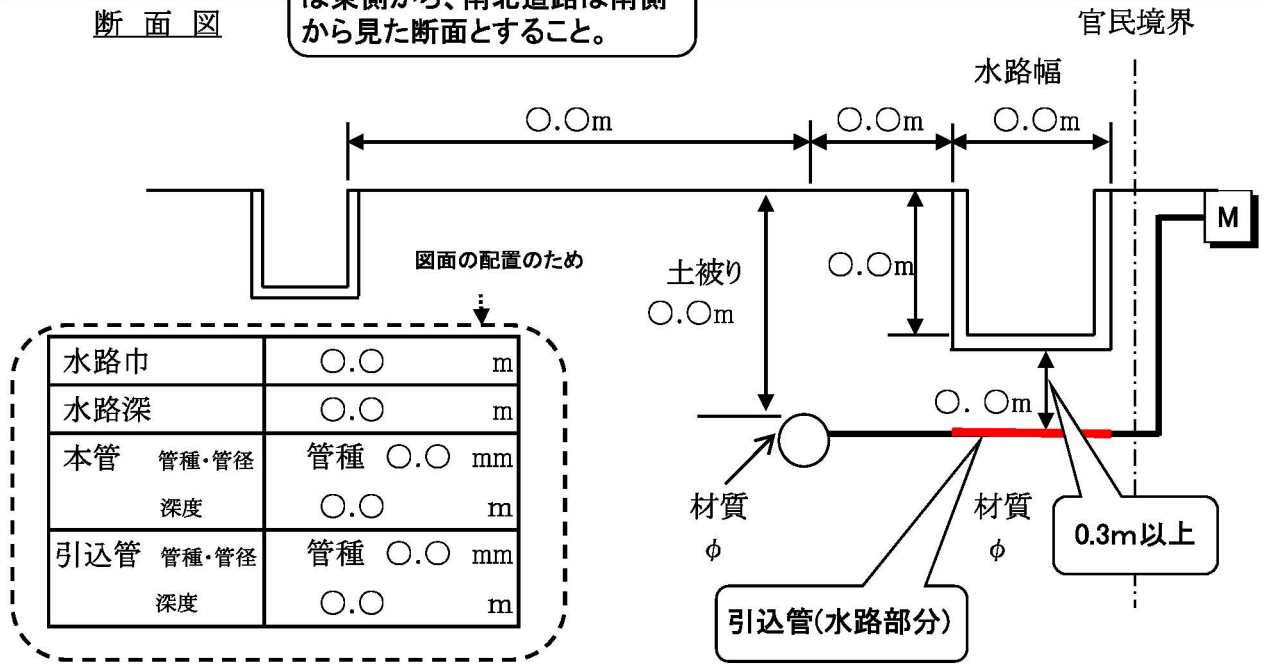 断 面 図
は東側から、南北道路は南側
から見た断面とすること。
官民境界
水路幅
○.○m
○.○m
○.○m
M
図面の配置のため
土被り
○.○m
○.○m
○. ○m
水路巾 ○.○ m
水路深 ○.○ m
本管 管種・管径 管種 ○.○ mm
深度 ○.○ m
引込管 管種・管径 管種 ○.○ mm
深度 ○.○ m
材質
φ
材質
φ
0.3m以上
引込管(水路部分)